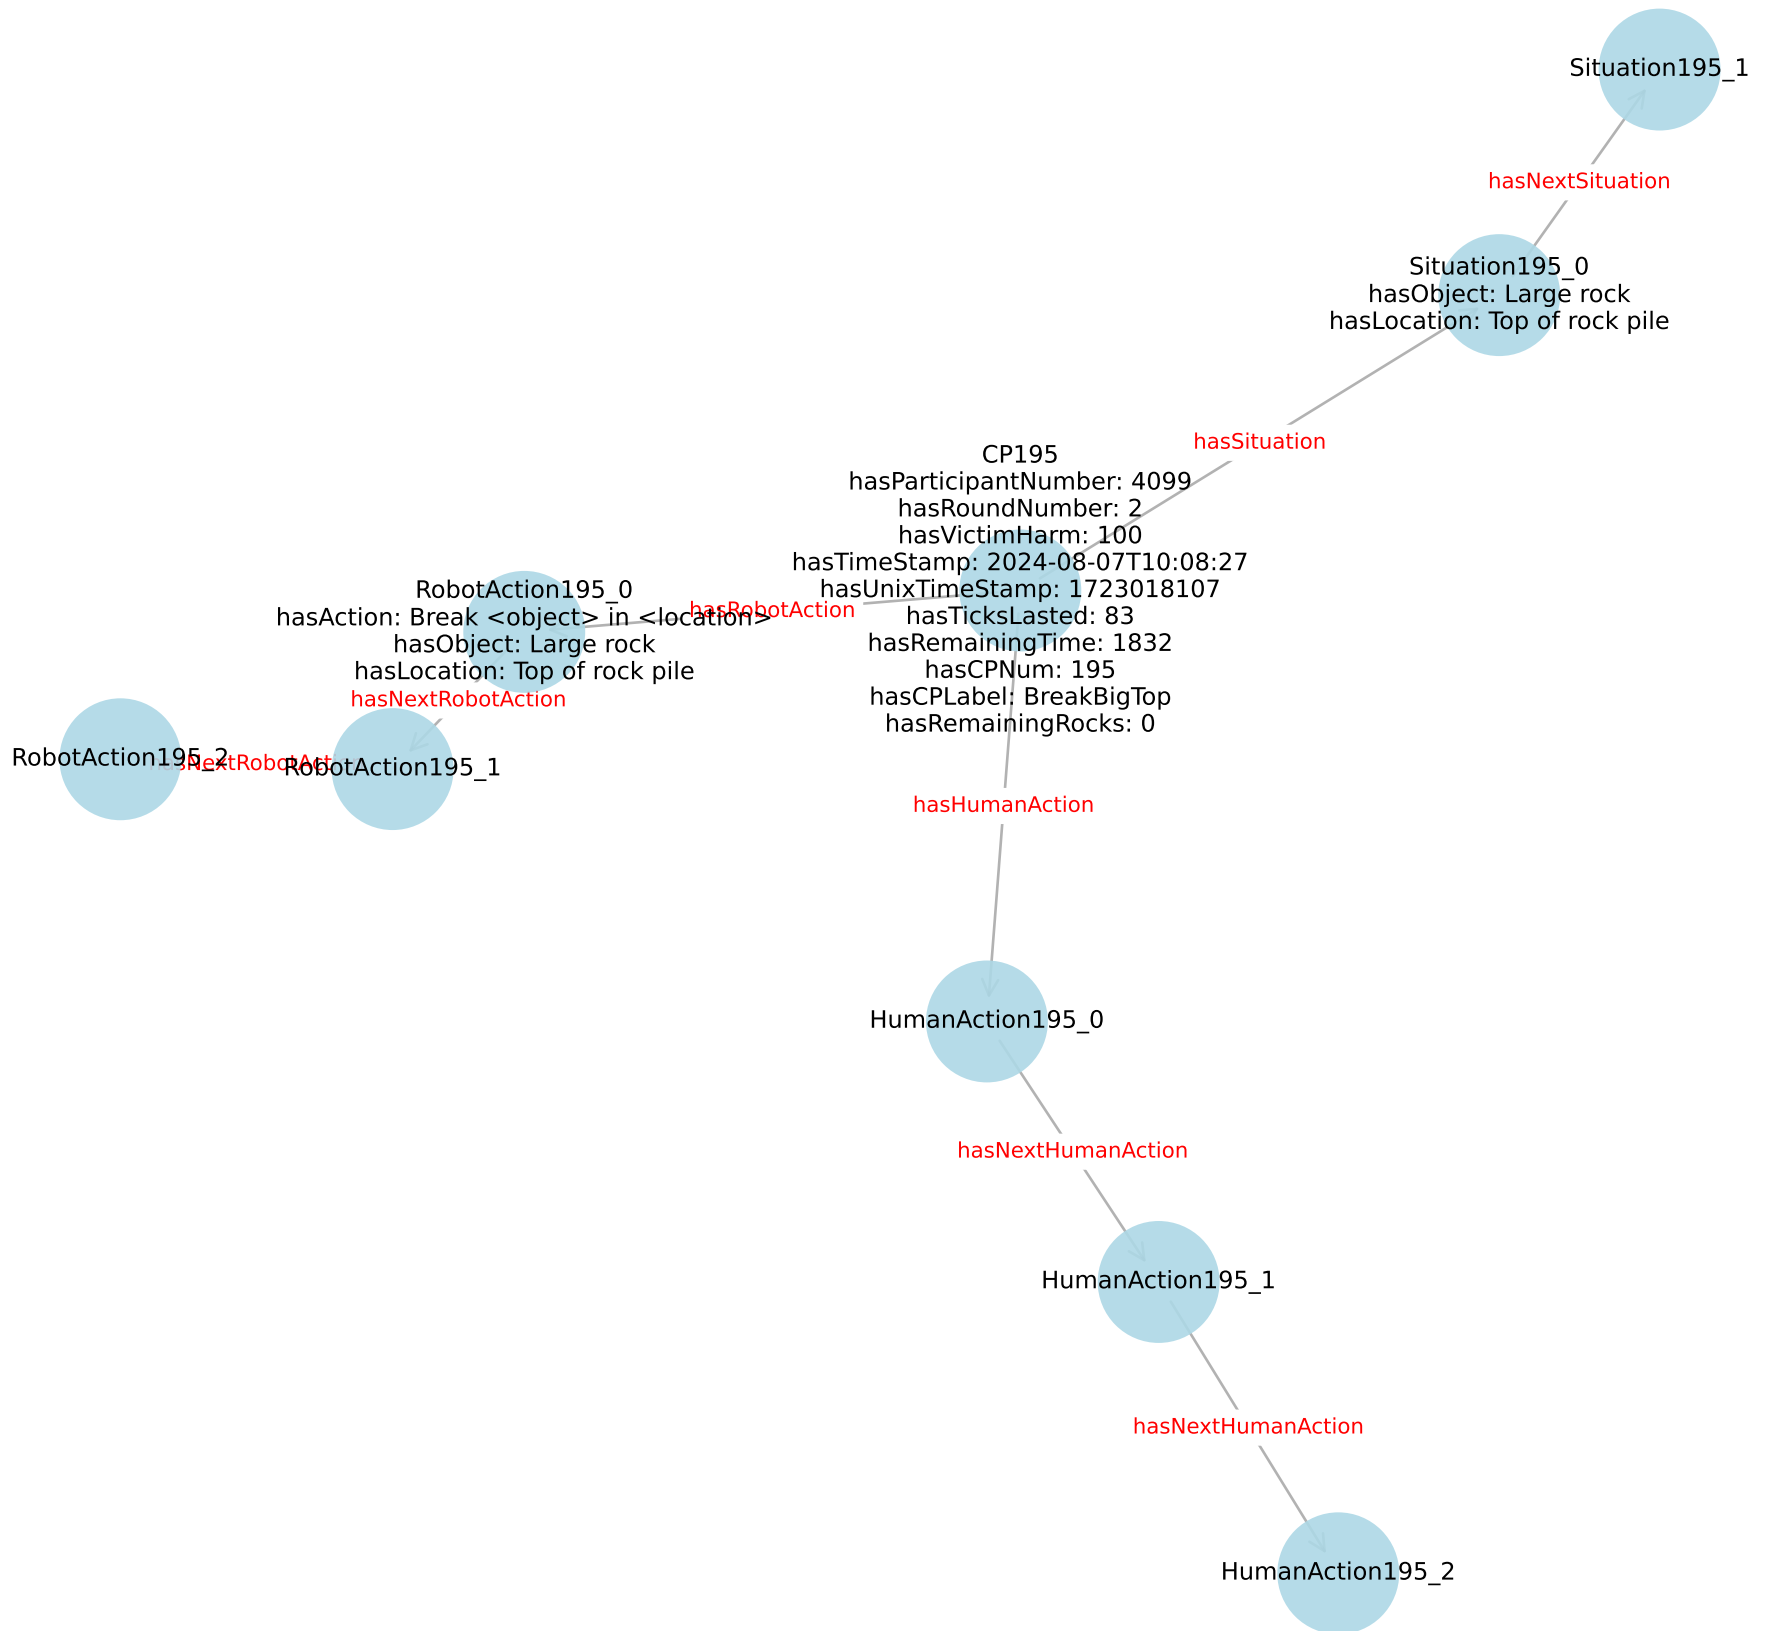 Situation195_1
hasNextSituation
Situation195_0
hasObject: Large rock
hasLocation: Top of rock pile
hasSituation
CP195
hasParticipantNumber: 4099
hasRoundNumber: 2
hasVictimHarm: 100
hasTimeStamp: 2024-08-07T10:08:27
hasUnixTimeStamp: 1723018107
hasTicksLasted: 83
hasRemainingTime: 1832
hasCPNum: 195
hasCPLabel: BreakBigTop
hasRemainingRocks: 0
hasRobotAction
RobotAction195_0
hasAction: Break <object> in <location>
hasObject: Large rock
hasLocation: Top of rock pile
hasNextRobotAction
RobotAction195_2
RobotAction195_1
hasHumanAction
HumanAction195_0
hasNextHumanAction
HumanAction195_1
hasNextHumanAction
HumanAction195_2